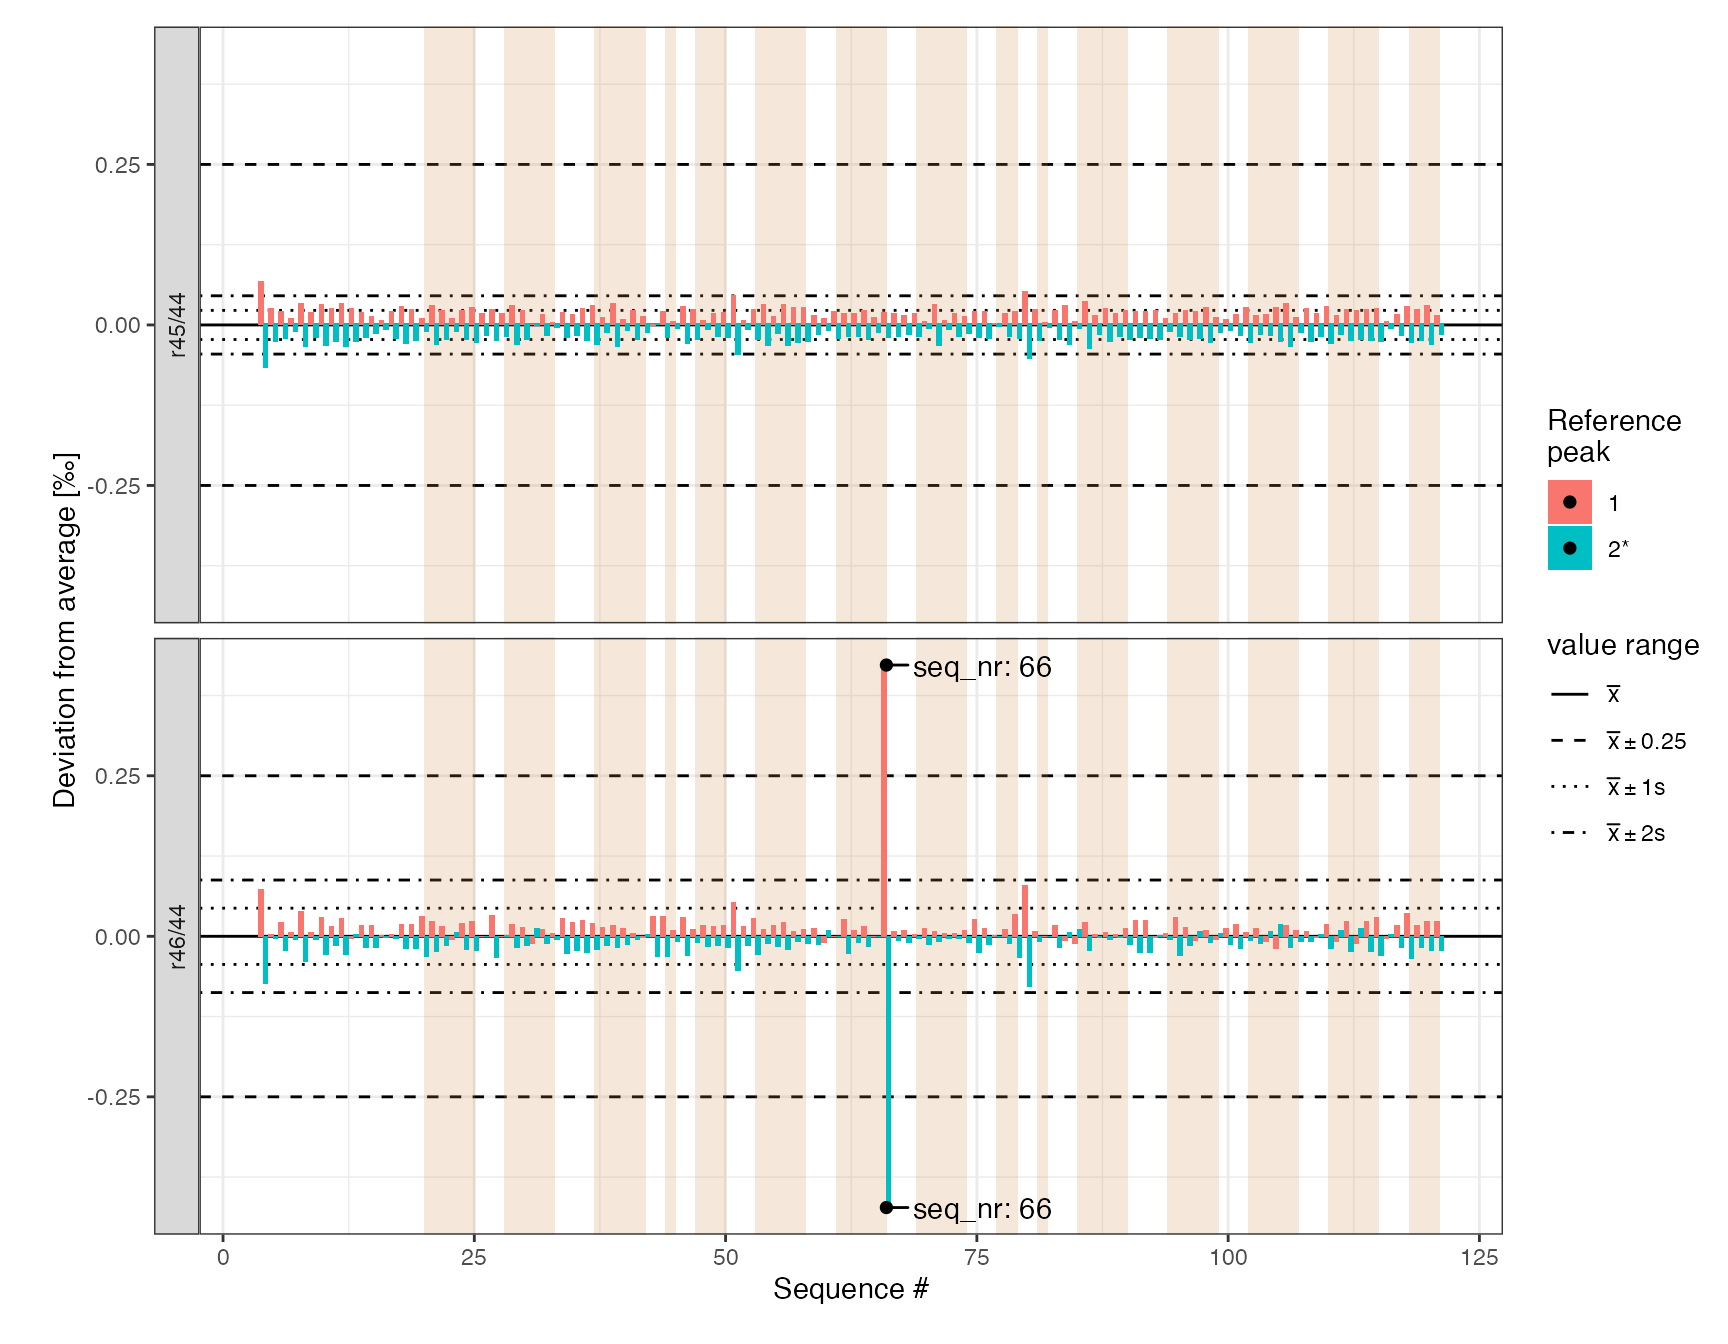 r45/44
0.25
0.00
-0.25
r46/44
0.25
0.00
-0.25
seq_nr: 66
seq_nr: 66
0
25
50
75
100
125
Sequence #
Deviation from average [‰]
Reference
peak
1
2*
value range
x̅
x̅ ± 0.25
x̅ ± 1s
x̅ ± 2s